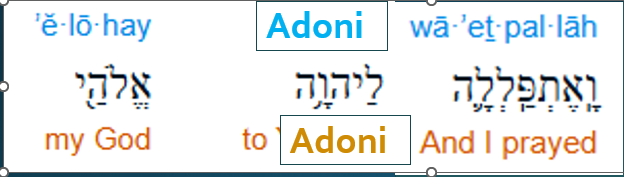 ’ĕ·lō·hay Adoni wā·’eṯ·pal·lāh
וָֽאֶתְפַּֽלְלָ֛ה לַיהוָ֥ה אֱלֹהַ֖י
my God to Adoni And I prayed